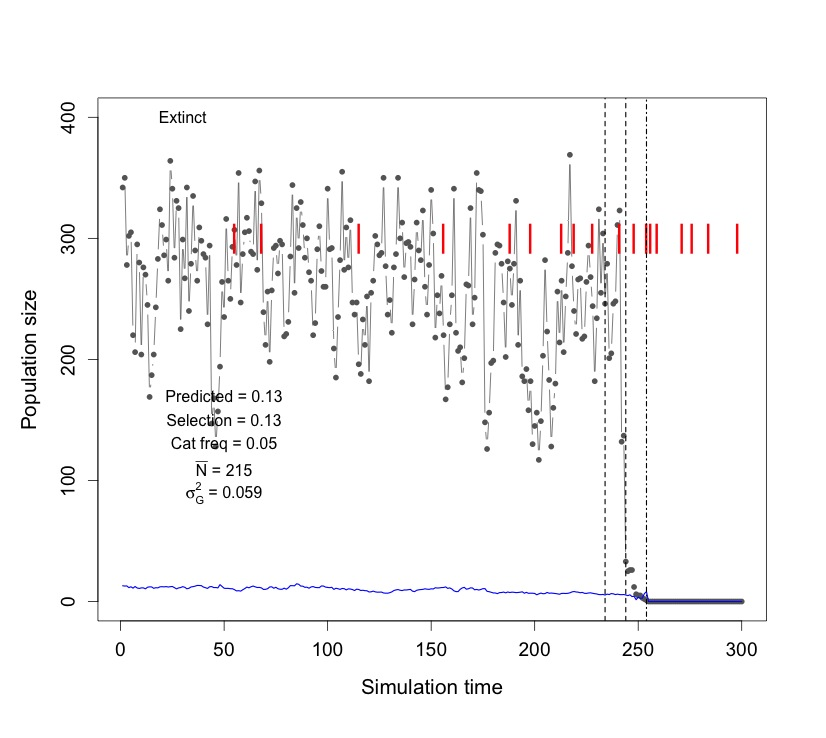 Extinct
400
300
200
100
0
Population size
Predicted = 0.13
Selection = 0.13
Cat freq = 0.05
N̅ = 215
σ²G = 0.059
0 50 100 150 200 250 300
Simulation time